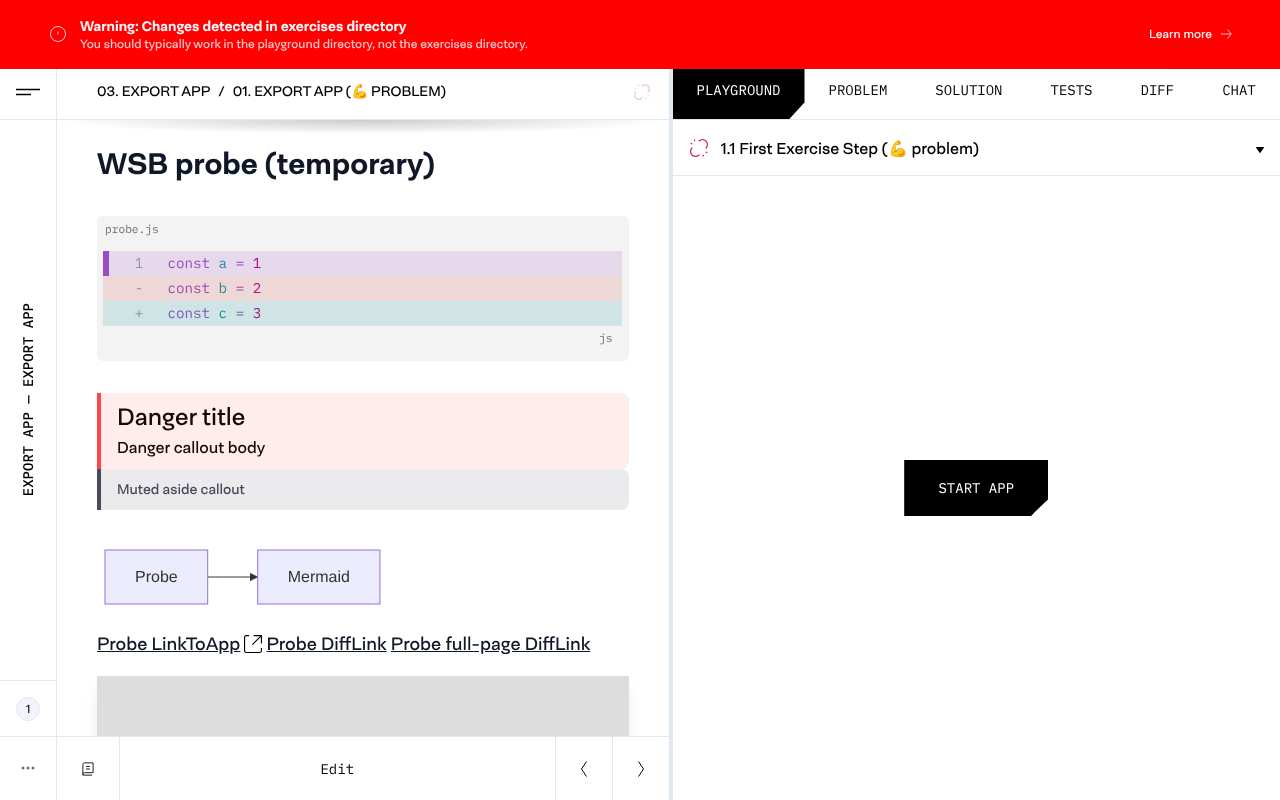 Warning: Changes detected in exercises directory
You should typically work in the playground directory, not the exercises directory.
Learn more
03. EXPORT APP / 01. EXPORT APP (💪 PROBLEM)
PLAYGROUND
PROBLEM
SOLUTION
TESTS
DIFF
CHAT
EXPORT APP — EXPORT APP
WSB probe (temporary)
probe.js
1 const a = 1
- const b = 2
+ const c = 3
js
Danger title
Danger callout body
Muted aside callout
Probe
Mermaid
Probe LinkToApp Probe DiffLink Probe full-page DiffLink
1.1 First Exercise Step (💪 problem)
START APP
1
Edit